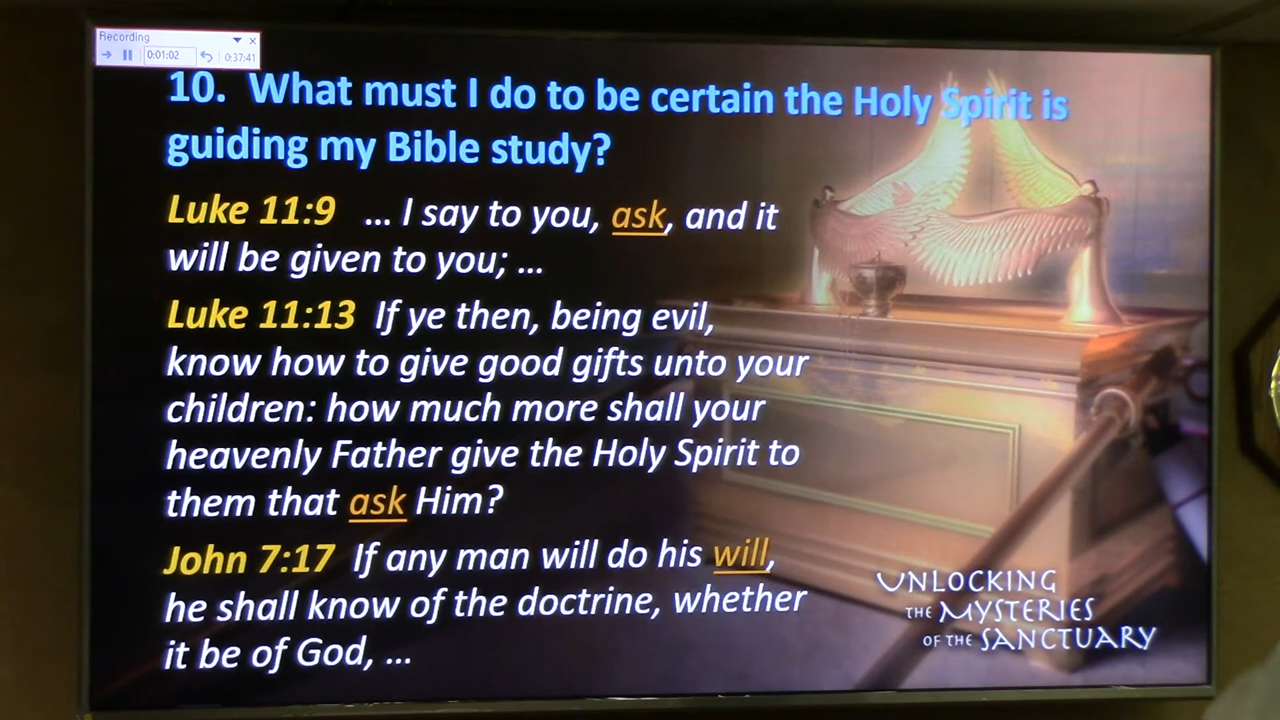 Recording
0:01:02
0:37:41
10. What must I do to be certain the Holy Spirit is
guiding my Bible study?
Luke 11:9 ... I say to you, ask, and it
will be given to you; ...
Luke 11:13 If ye then, being evil,
know how to give good gifts unto your
children: how much more shall your
heavenly Father give the Holy Spirit to
them that ask Him?
John 7:17 If any man will do his will,
he shall know of the doctrine, whether
it be of God, ...
UNLOCKING
THE MYSTERIES
OF THE SANCTUARY